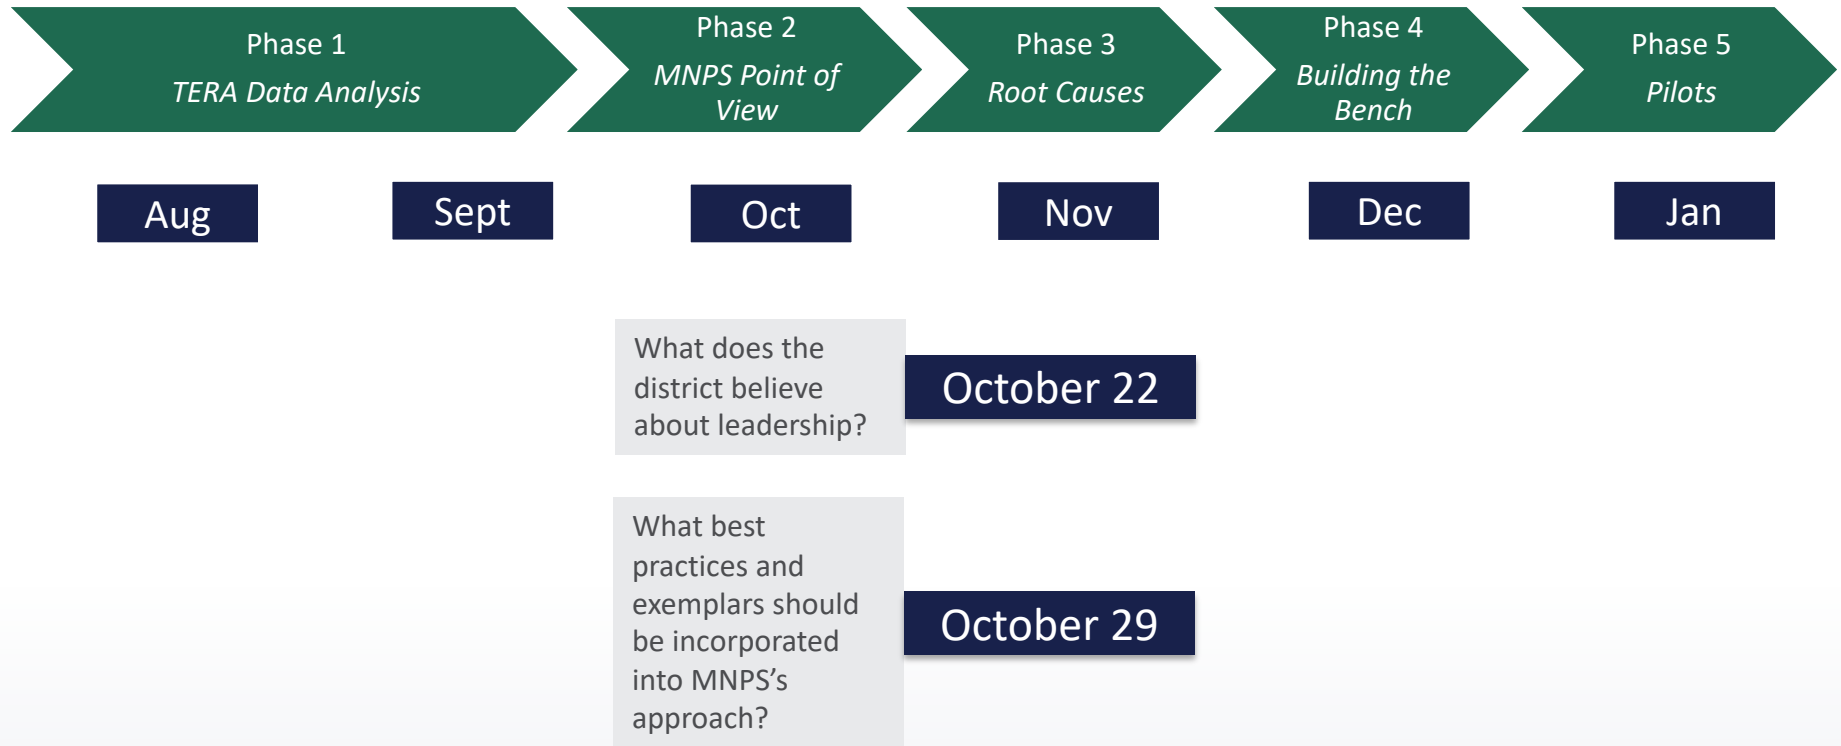 Phase 1
TERA Data Analysis
Phase 2
MNPS Point of
View
Phase 3
Root Causes
Phase 4
Building the
Bench
Phase 5
Pilots
Aug
Sept
Oct
Nov
Dec
Jan
What does the
district believe
about leadership?
October 22
What best
practices and
exemplars should
be incorporated
into MNPS’s
approach?
October 29